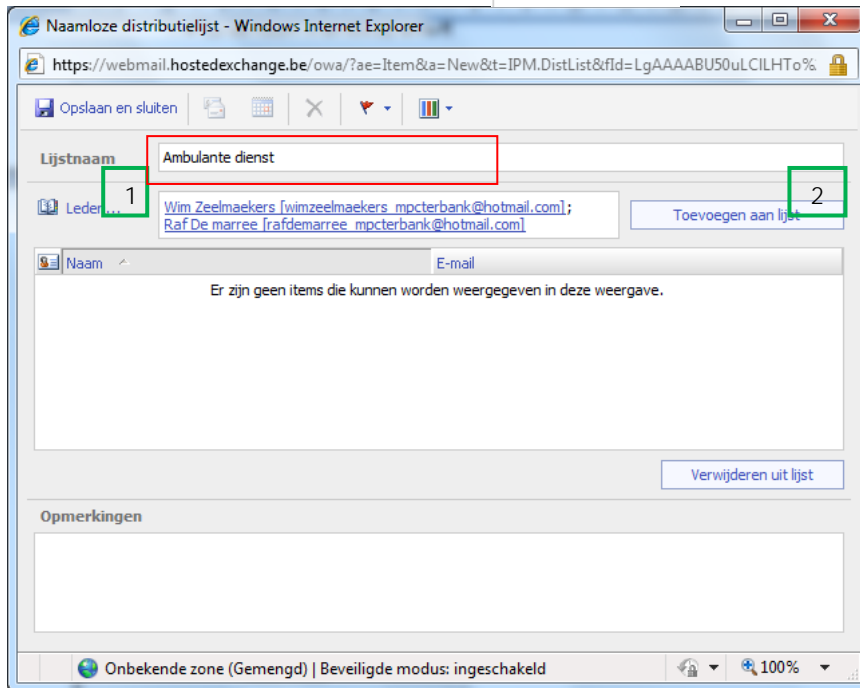 Naamloze distributielijst - Windows Internet Explorer
https://webmail.hostedexchange.be/owa/?ae=Item&a=New&t=IPM.DistList&fId=LgAAAABU50uLCILHTo%
Opslaan en sluiten
Lijstnaam Ambulante dienst
1 2
Leden... Wim Zeelmaekers [wimzeelmaekers_mpcterbank@hotmail.com]; Toevoegen aan lijst
Raf De marree [rafdemarree_mpcterbank@hotmail.com]
Naam E-mail
Er zijn geen items die kunnen worden weergegeven in deze weergave.
Verwijderen uit lijst
Opmerkingen
Onbekende zone (Gemengd) | Beveiligde modus: ingeschakeld 100%